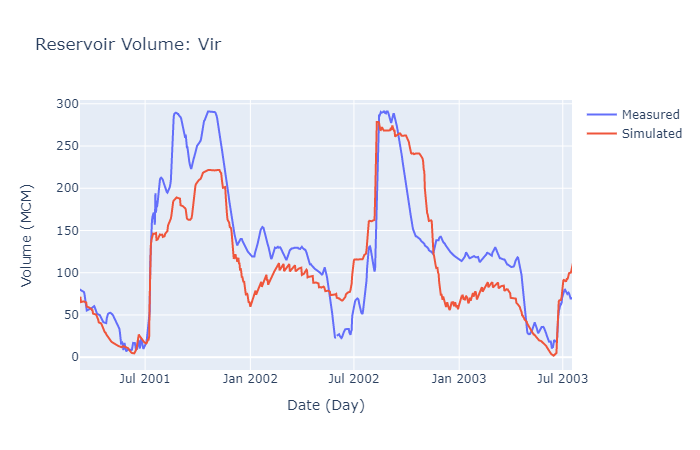 Reservoir Volume: Vir
Measured
Simulated
Volume (MCM)
300
250
200
150
100
50
0
Jul 2001
Jan 2002
Jul 2002
Jan 2003
Jul 2003
Date (Day)